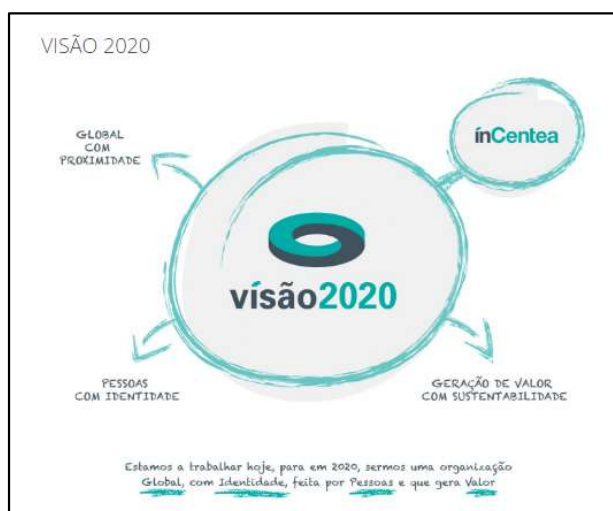 VISÃO 2020
GLOBAL
COM
PROXIMIDADE
ínCentea
vísão2020
PESSOAS
COM IDENTIDADE
GERAÇÃO DE VALOR
COM SUSTENTABILIDADE
Estamos a trabalhar hoje, para em 2020, sermos uma organização
Global, com Identidade, feita por Pessoas e que gera Valor